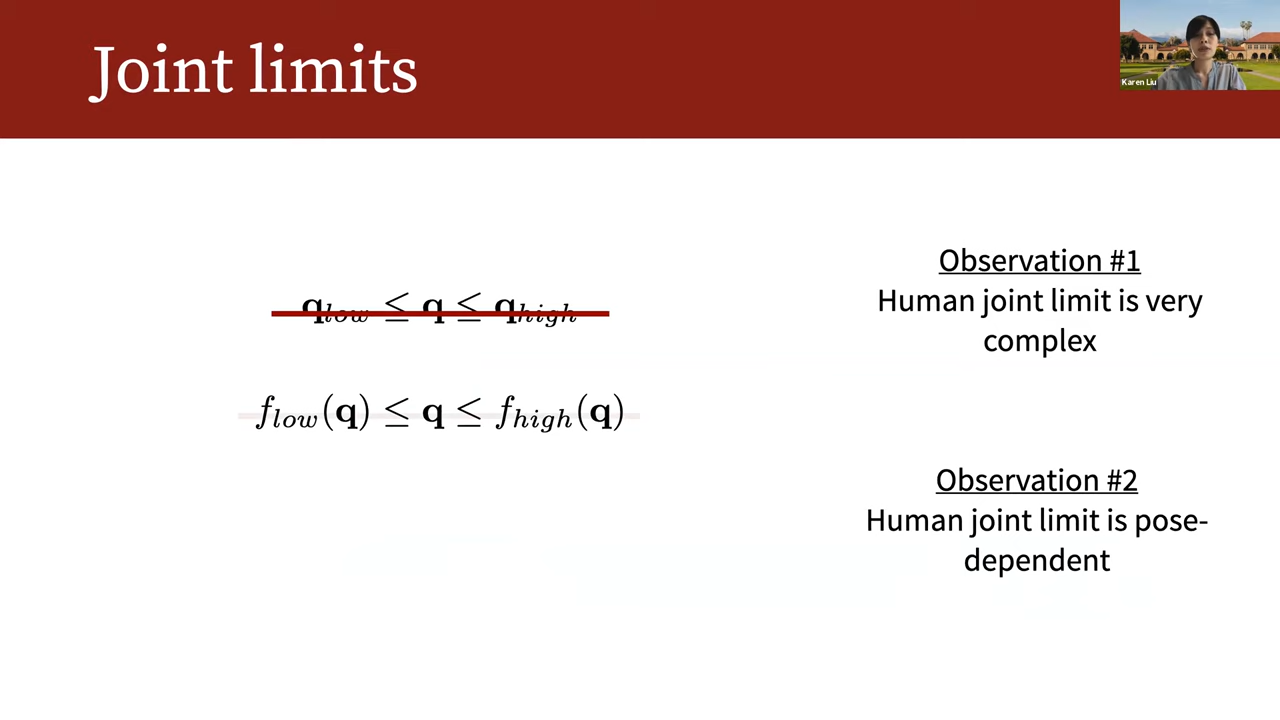 Joint limits
Karen Liu
q_low ≤ q ≤ q_high
f_low(q) ≤ q ≤ f_high(q)
Observation #1
Human joint limit is very
complex
Observation #2
Human joint limit is pose-
dependent